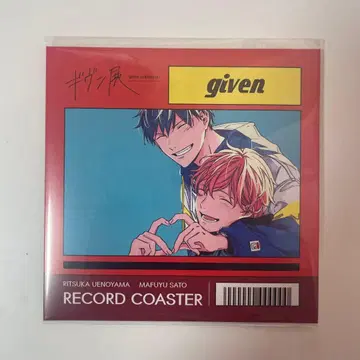 ギヴン展
given
RITSUKA UENOYAMA MAFUYU SATO
RECORD COASTER